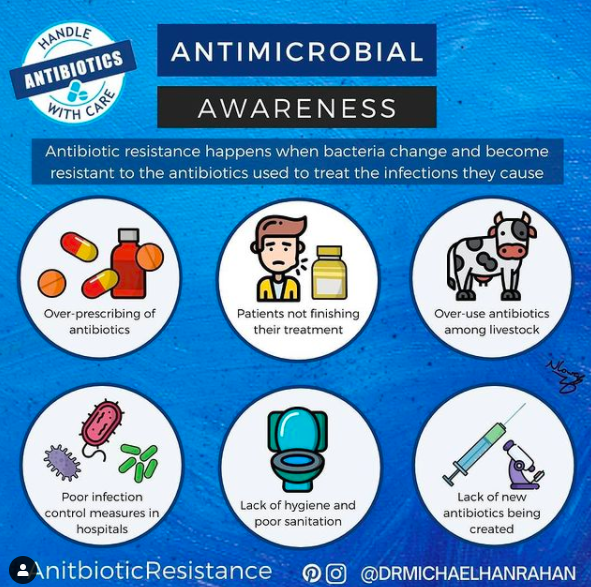 HANDLE
ANTIBIOTICS
WITH CARE
ANTIMICROBIAL
AWARENESS
Antibiotic resistance happens when bacteria change and become
resistant to the antibiotics used to treat the infections they cause
Over-prescribing of
antibiotics
Patients not finishing
their treatment
Over-use antibiotics
among livestock
Poor infection
control measures in
hospitals
Lack of hygiene and
poor sanitation
Lack of new
antibiotics being
created
AnitbioticResistance
@DRMICHAELHANRAHAN